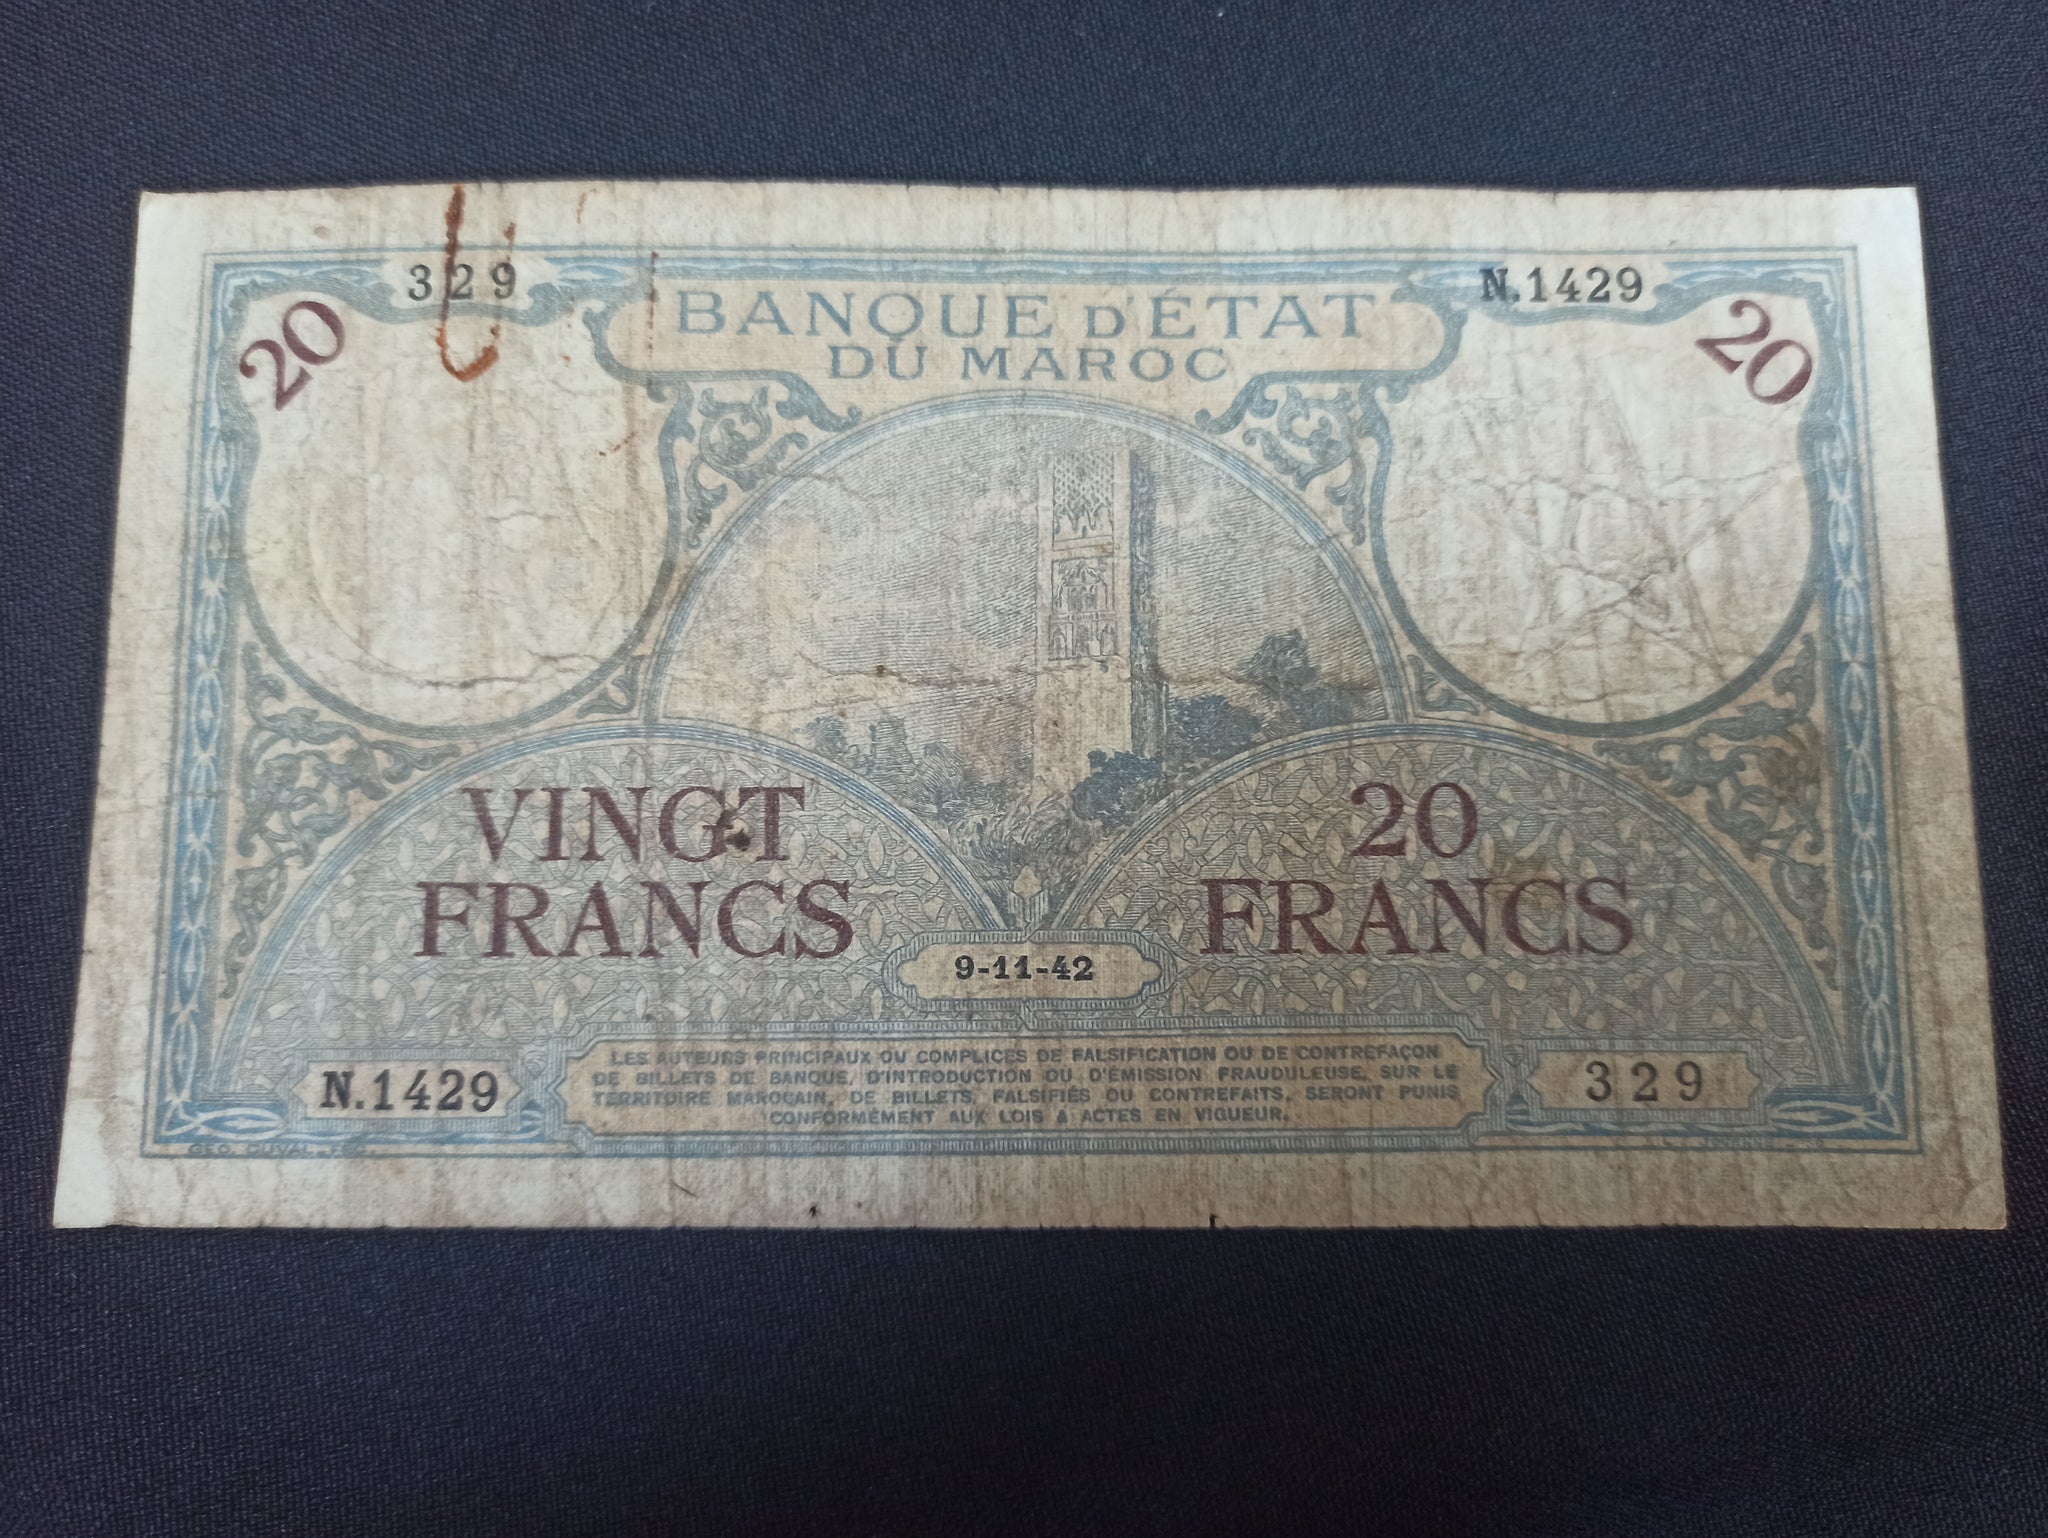 329
N.1429
20
20
BANQUE D'ÉTAT
DU MAROC
VINGT
FRANCS
20
FRANCS
9-11-42
LES AUTEURS PRINCIPAUX OU COMPLICES DE FALSIFICATION OU DE CONTREFAÇON
DE BILLETS DE BANQUE, D'INTRODUCTION OU D'ÉMISSION FRAUDULEUSE, SUR LE
TERRITOIRE MAROCAIN, DE BILLETS, FALSIFIÉS OU CONTREFAITS, SERONT PUNIS
CONFORMÉMENT AUX LOIS & ACTES EN VIGUEUR.
N.1429
329
GEO. DUVAL